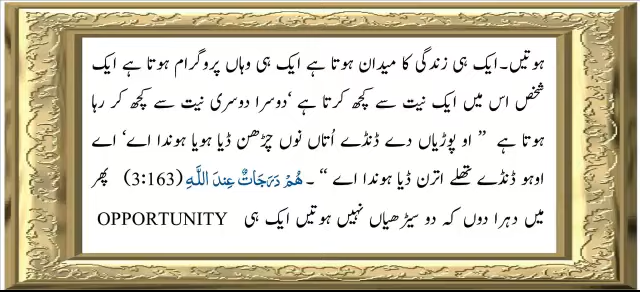 ہوتیں۔ایک ہی زندگی کا میدان ہوتا ہے ایک ہی وہاں پروگرام ہوتا ہے ایک
شخص اس میں ایک نیت سے کچھ کرتا ہے ‘دوسرا دوسری نیت سے کچھ کر رہا
ہوتا ہے ” او پوڑیاں دے ڈنڈے اُتاں نوں چڑھن ڈیا ہویا ہوندا اے‘ اے
اوہو ڈنڈے تھلے اترن ڈیا ہوندا اے “ ۔ هُمْ دَرَجَاتٌ عِندَ اللَّهِ (3:163) پھر
میں دہرا دوں کہ دو سیڑھیاں نہیں ہوتیں ایک ہی OPPORTUNITY